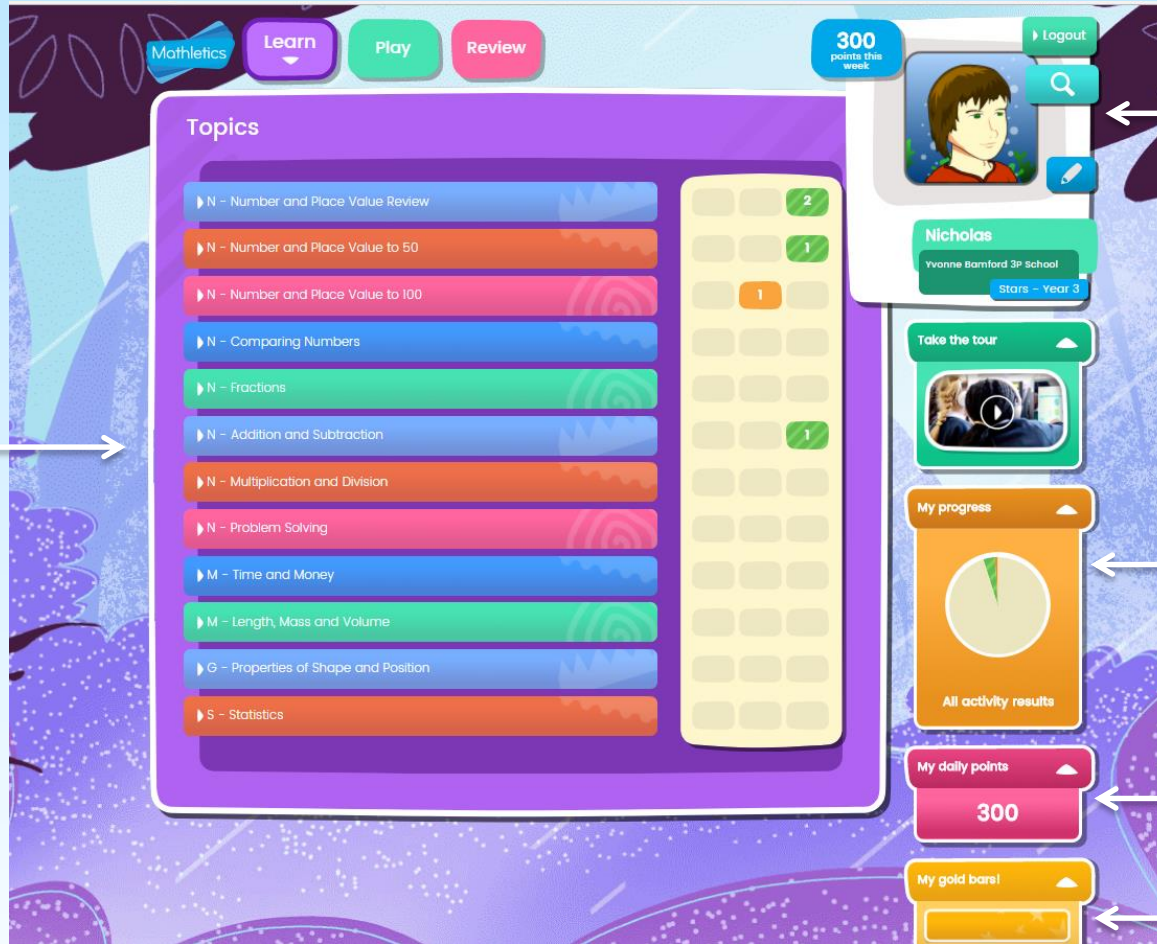 Mathletics
Learn
Play
Review
300
points this
week
Logout
Topics
N - Number and Place Value Review
2
N - Number and Place Value to 50
1
N - Number and Place Value to 100
1
N - Comparing Numbers
N - Fractions
N - Addition and Subtraction
1
N - Multiplication and Division
N - Problem Solving
M - Time and Money
M - Length, Mass and Volume
G - Properties of Shape and Position
S - Statistics
Nicholas
Yvonne Bamford 3P School
Stars - Year 3
Take the tour
My progress
All activity results
My daily points
300
My gold bars!